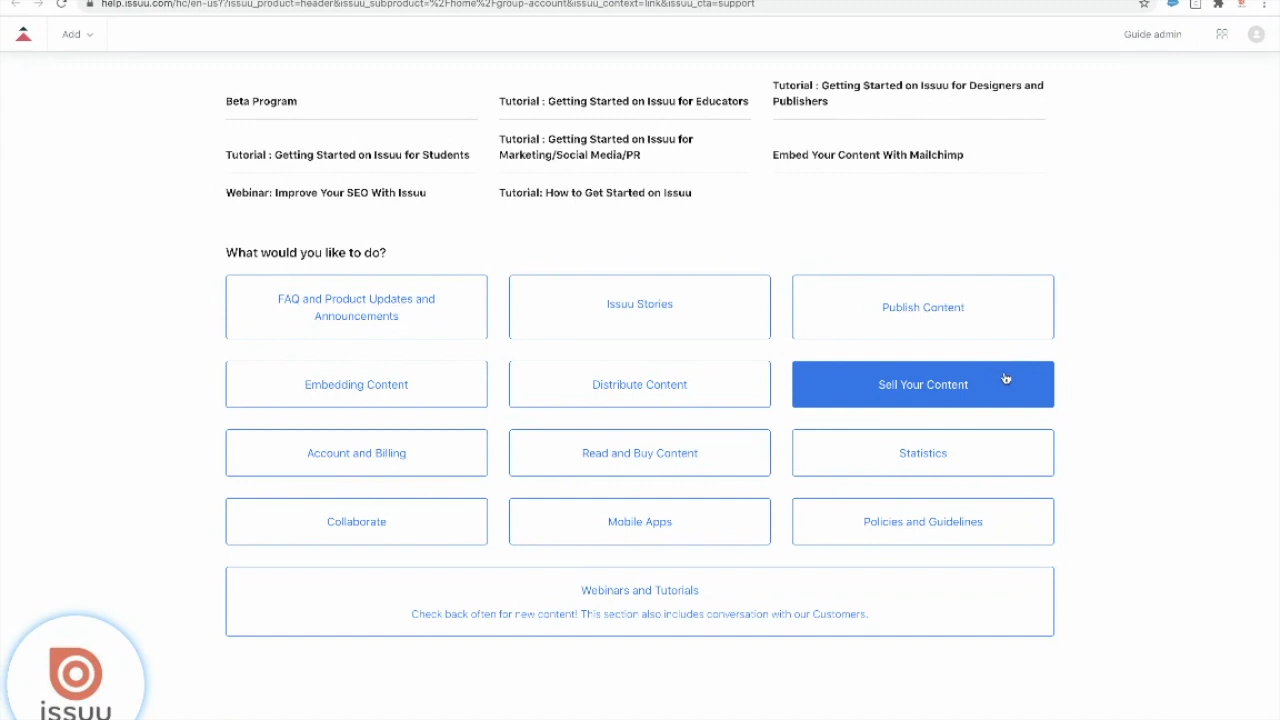 help.issuu.com/hc/en-us??issuu_product=header&issuu_subproduct=%2Fhome%2Fgroup-account&issuu_context=link&issuu_cta=support
Add
Guide admin
Tutorial : Getting Started on Issuu for Designers and
Publishers
Beta Program
Tutorial : Getting Started on Issuu for Educators
Tutorial : Getting Started on Issuu for
Marketing/Social Media/PR
Tutorial : Getting Started on Issuu for Students
Embed Your Content With Mailchimp
Webinar: Improve Your SEO With Issuu
Tutorial: How to Get Started on Issuu
What would you like to do?
FAQ and Product Updates and
Announcements
Issuu Stories
Publish Content
Embedding Content
Distribute Content
Sell Your Content
Account and Billing
Read and Buy Content
Statistics
Collaborate
Mobile Apps
Policies and Guidelines
Webinars and Tutorials
Check back often for new content! This section also includes conversation with our Customers.
issuu